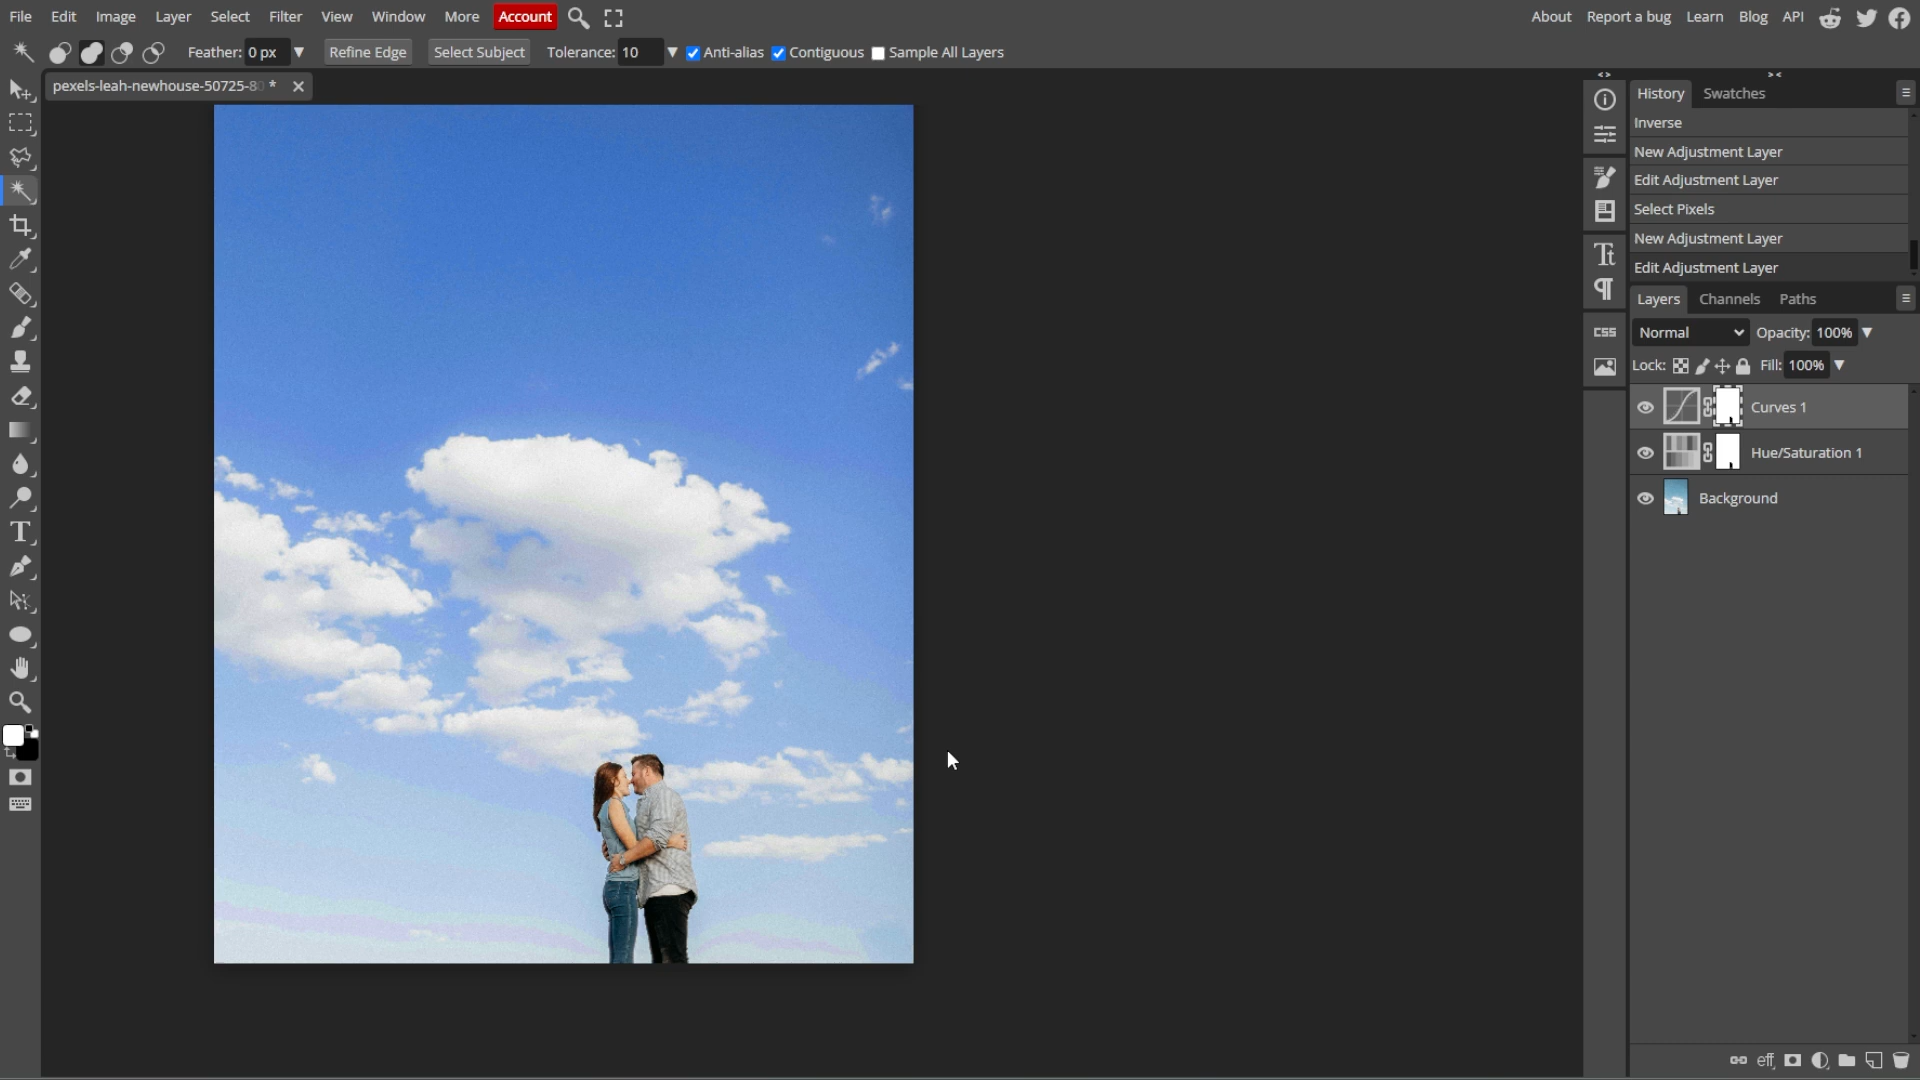 File Edit Image Layer Select Filter View Window More Account About Report a bug Learn Blog API
Feather: 0 px Refine Edge Select Subject Tolerance: 10 Anti-alias Contiguous Sample All Layers
pexels-leah-newhouse-50725-80 *
History Swatches
Inverse
New Adjustment Layer
Edit Adjustment Layer
Select Pixels
New Adjustment Layer
Edit Adjustment Layer
Layers Channels Paths
CSS
Normal Opacity: 100%
Lock: Fill: 100%
Curves 1
Hue/Saturation 1
Background
eff